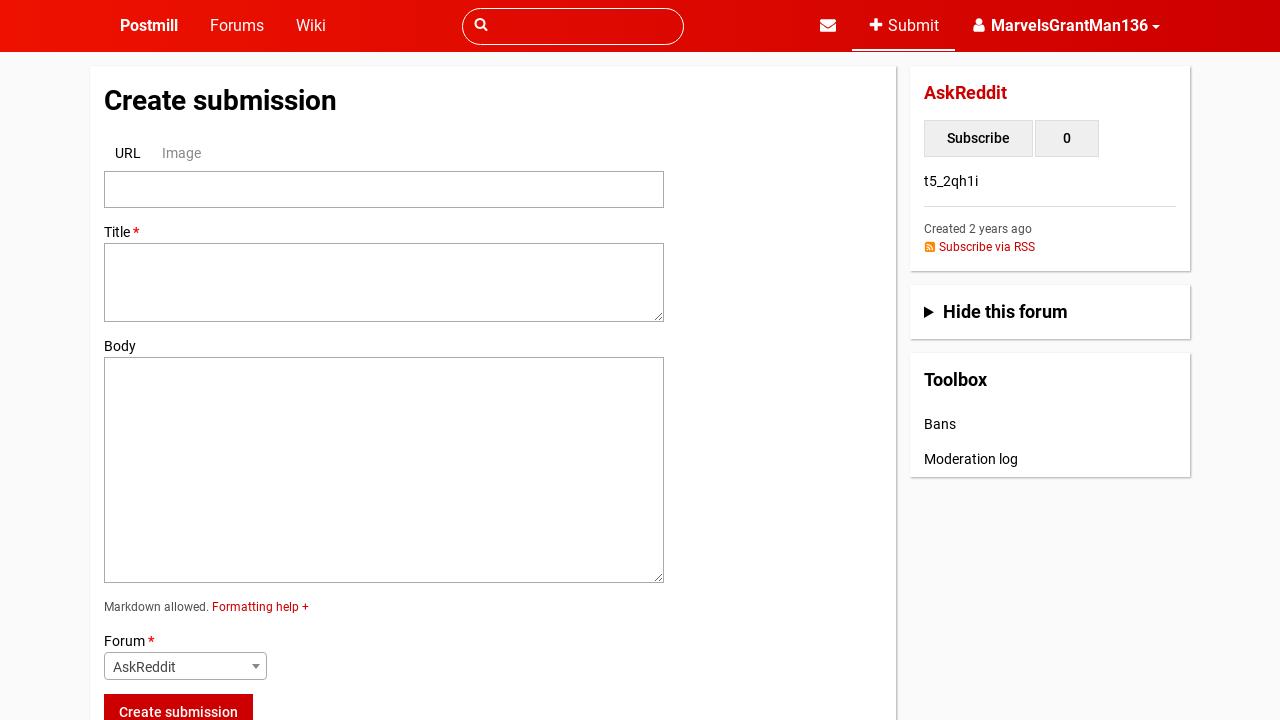 Postmill
Forums
Wiki
Submit
MarvelsGrantMan136
Create submission
URL
Image
Title *
Body
Markdown allowed. Formatting help +
Forum *
AskReddit
Create submission
AskReddit
Subscribe
0
t5_2qh1i
Created 2 years ago
Subscribe via RSS
Hide this forum
Toolbox
Bans
Moderation log